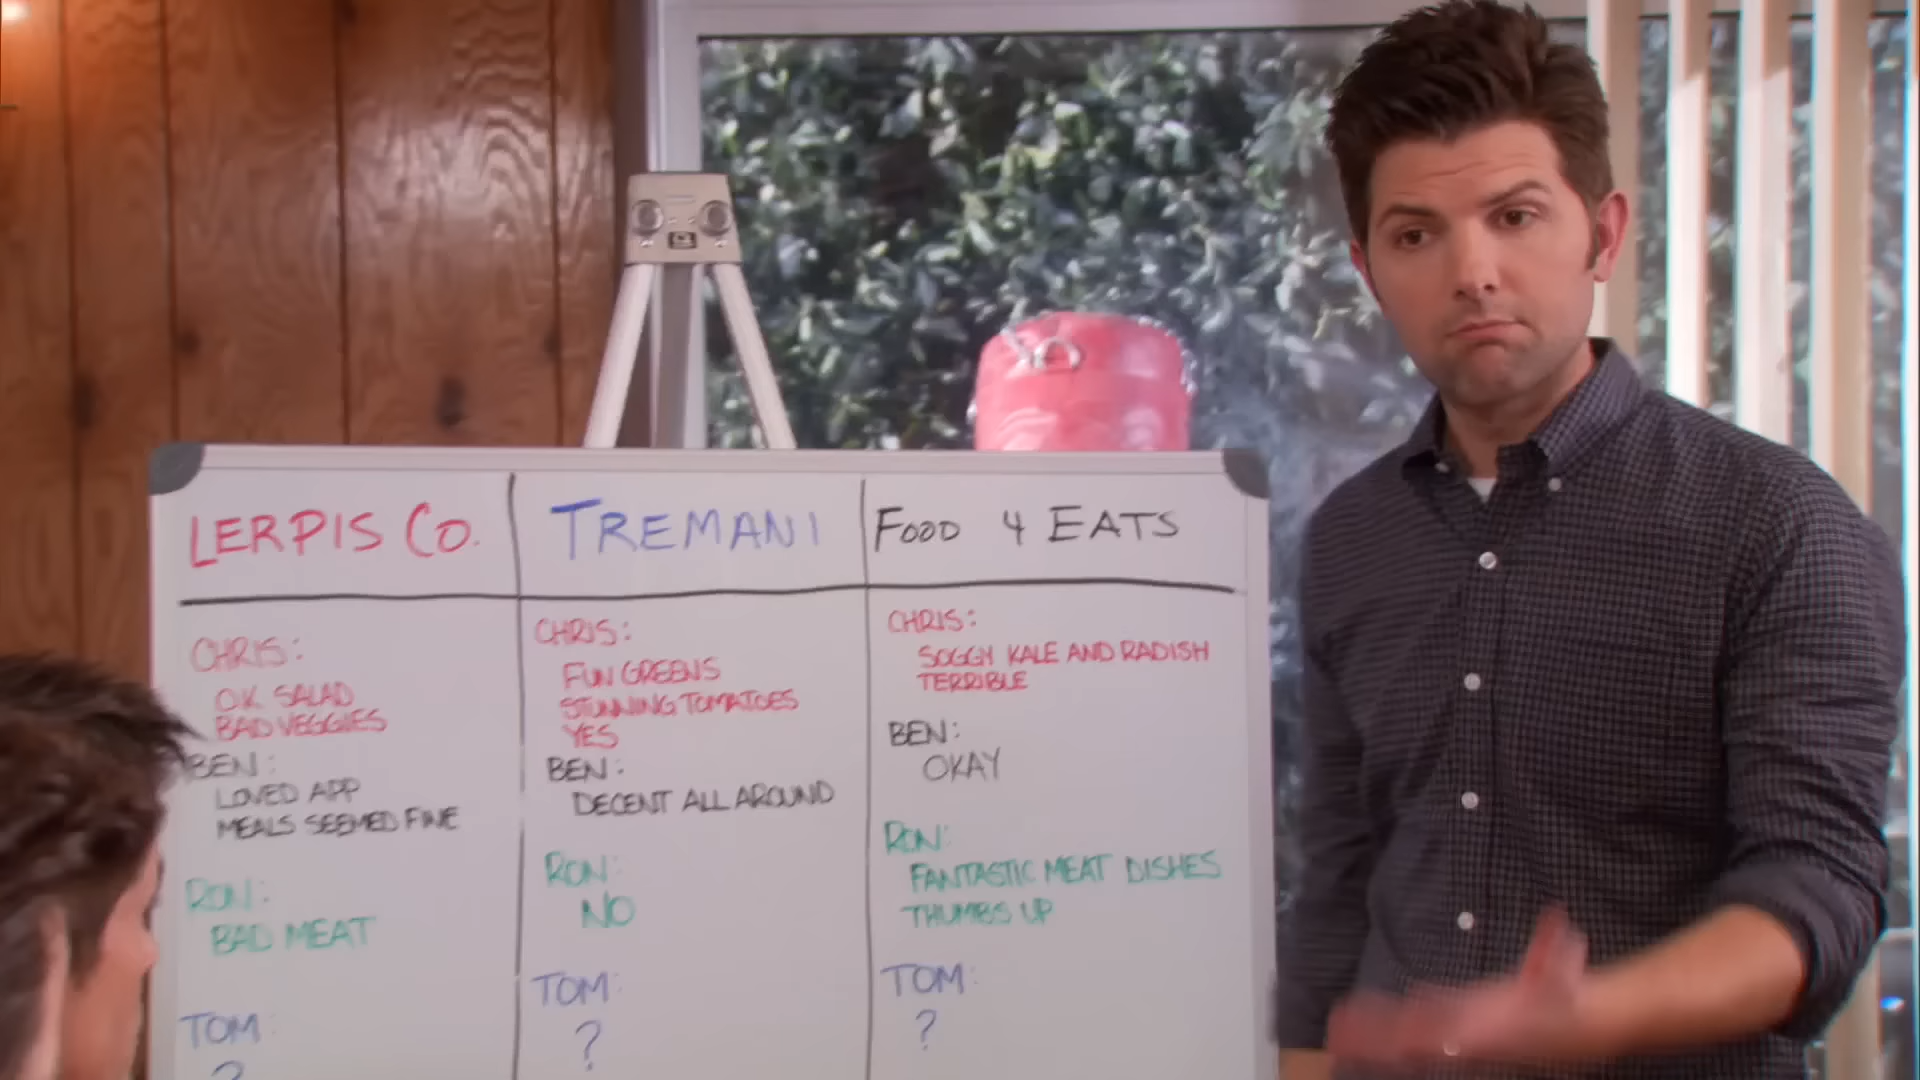 LERPIS CO.
TREMANI
FOOD 4 EATS
CHRIS:
O.K. SALAD
BAD VEGGIES
BEN:
LOVED APP
MEALS SEEMED FINE
RON:
BAD MEAT
TOM:
?
CHRIS:
FUN GREENS
STUNNING TOMATOES
YES
BEN:
DECENT ALL AROUND
RON:
NO
TOM:
?
CHRIS:
SOGGY KALE AND RADISH
TERRIBLE
BEN:
OKAY
RON:
FANTASTIC MEAT DISHES
THUMBS UP
TOM:
?